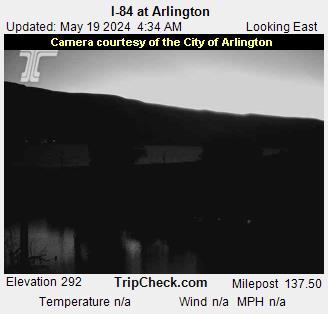 I-84 at Arlington
Updated: May 19 2024 4:34 AM Looking East
Camera courtesy of the City of Arlington
Elevation 292 TripCheck.com Milepost 137.50
Temperature n/a Wind n/a MPH n/a